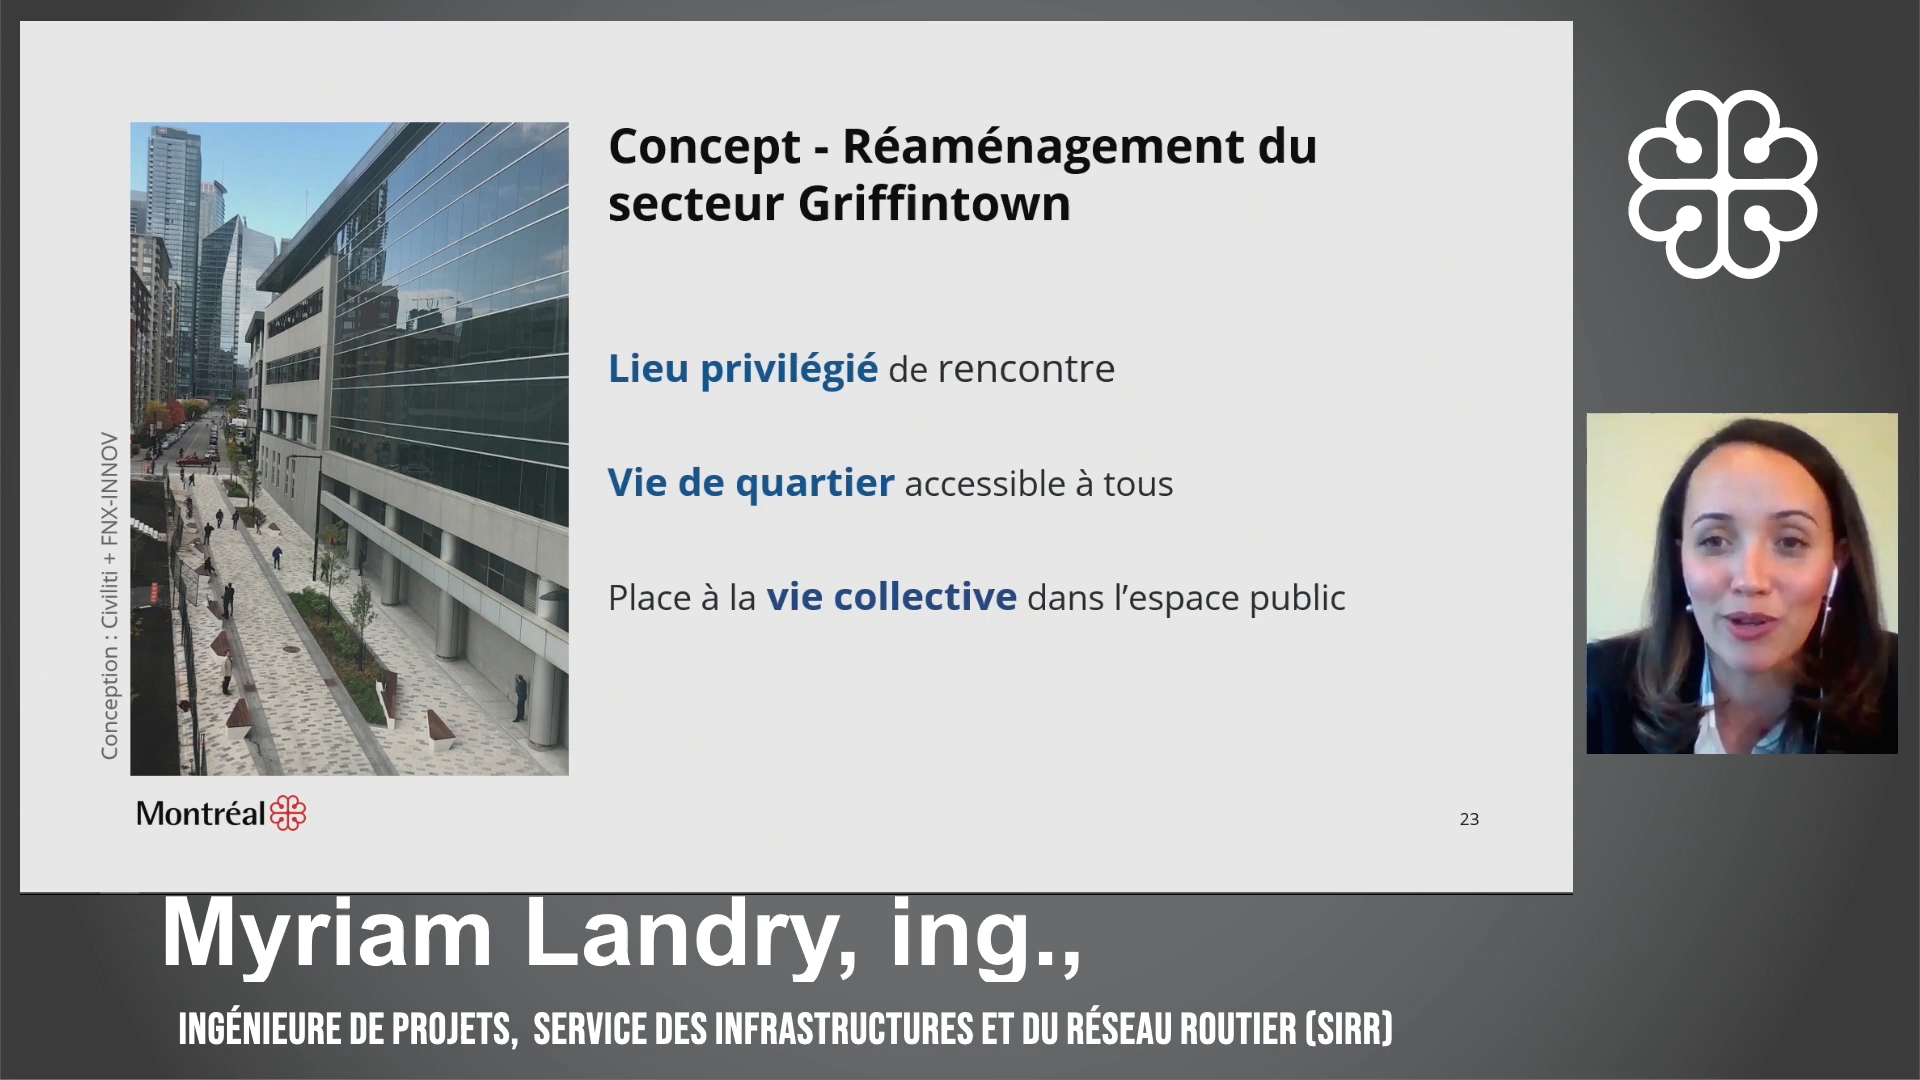 Concept - Réaménagement du
secteur Griffintown
Lieu privilégié de rencontre
Vie de quartier accessible à tous
Place à la vie collective dans l’espace public
Conception : Civiliti + FNX-INNOV
Montréal
23
Myriam Landry, ing.,
INGÉNIEURE DE PROJETS, SERVICE DES INFRASTRUCTURES ET DU RÉSEAU ROUTIER (SIRR)